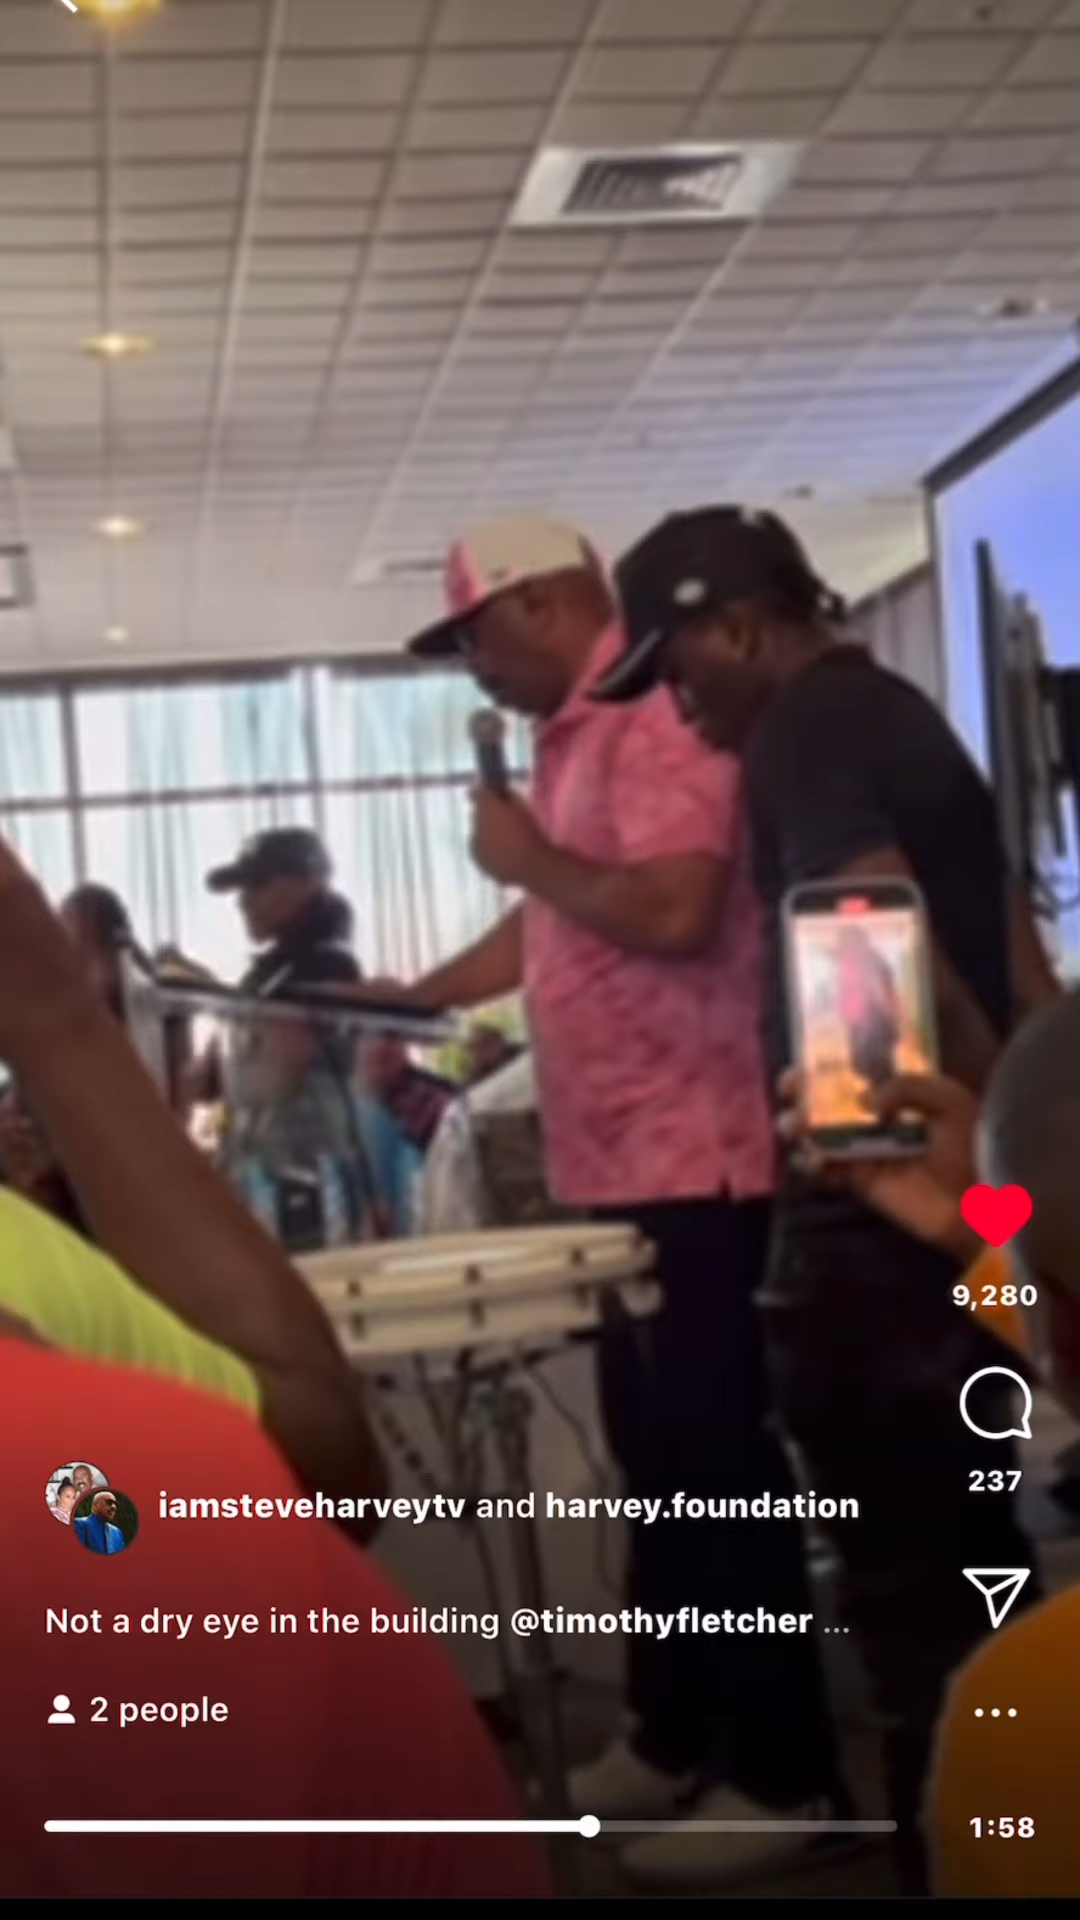 9,280
237
iamsteveharveytv and harvey.foundation
Not a dry eye in the building @timothyfletcher ...
2 people
1:58